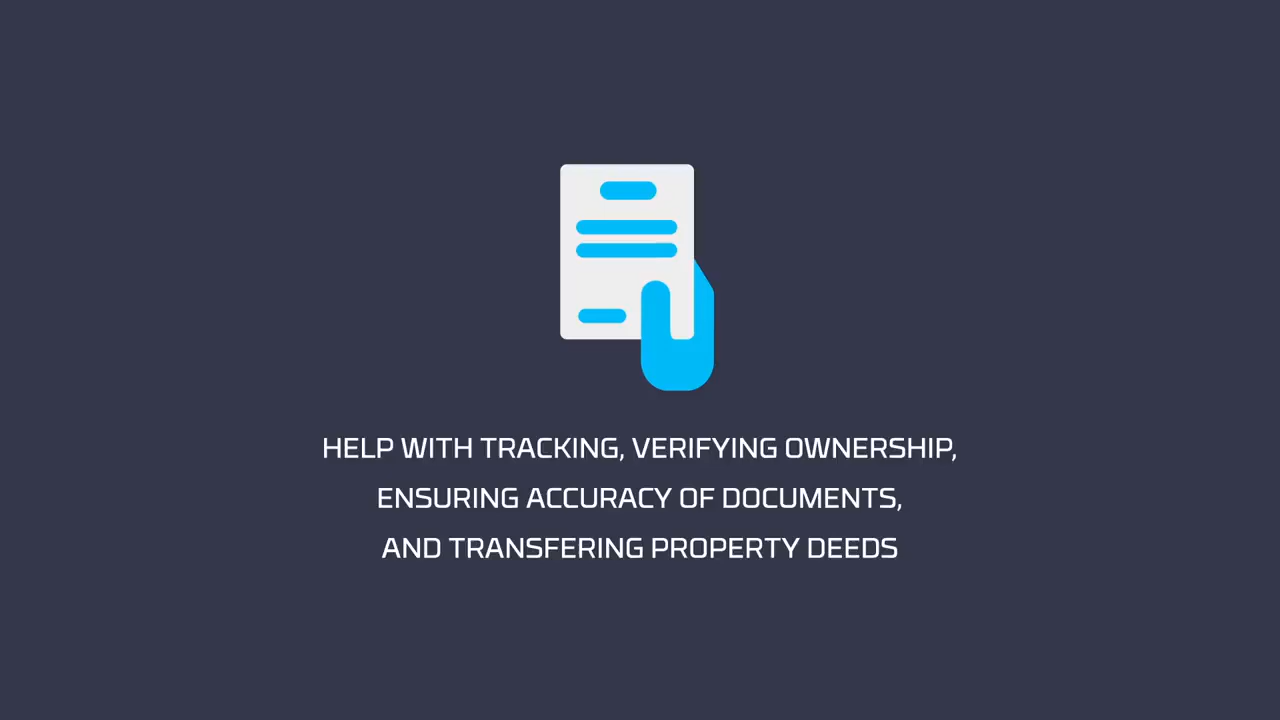 HELP WITH TRACKING, VERIFYING OWNERSHIP,
ENSURING ACCURACY OF DOCUMENTS,
AND TRANSFERING PROPERTY DEEDS